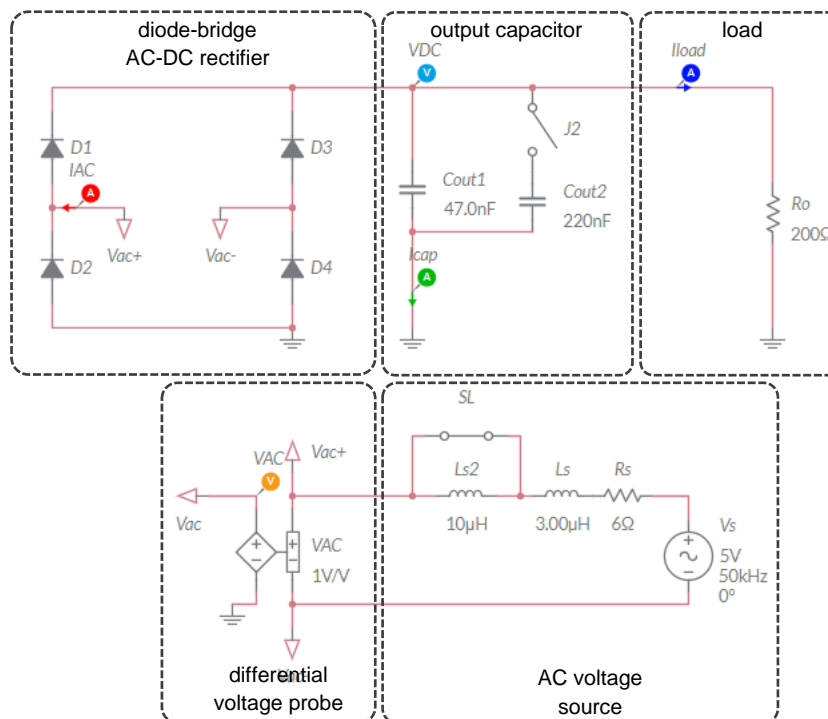 diode-bridge
AC-DC rectifier
output capacitor
load
VDC
V
Iload
A
D1
D3
J2
IAC
A
Cout1
47.0nF
Cout2
220nF
Ro
200Ω
Vac+
Vac-
D2
D4
Icap
A
SL
VAC
V
Vac+
Ls2
Ls
Rs
Vac
10µH
3.00µH
6Ω
Vs
VAC
1V/V
5V
50kHz
0º
differential
voltage probe
AC voltage
source